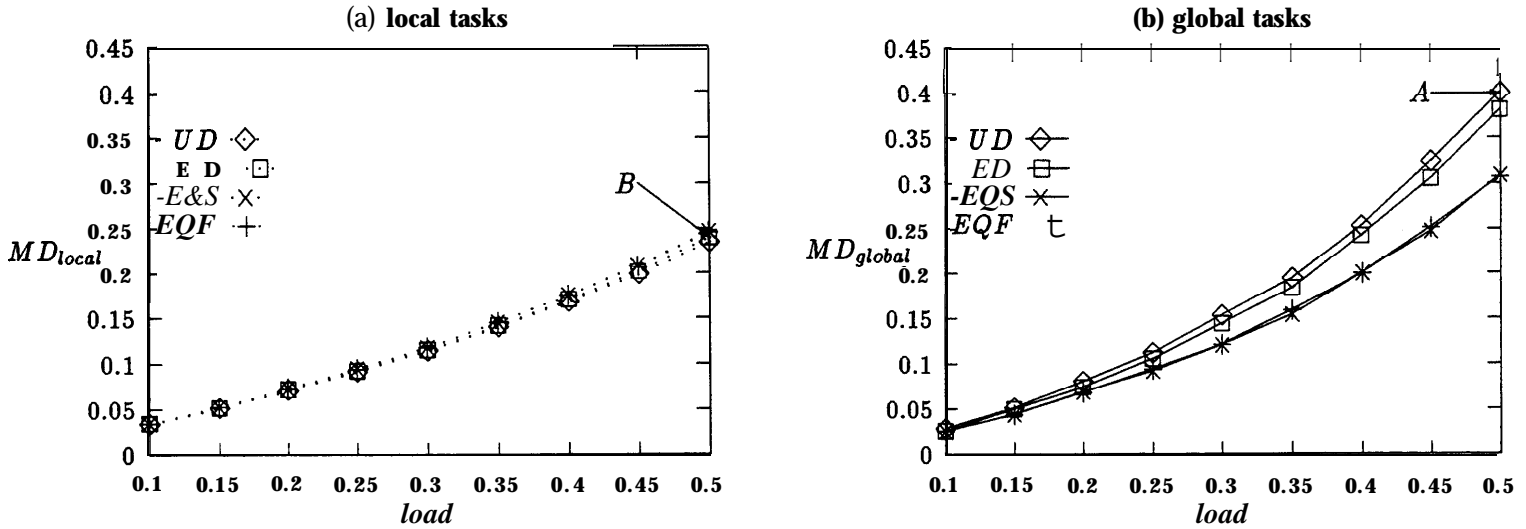 (a) local tasks
0.45
0.4
0.35
0.3
0.25
0.2
0.15
0.1
0.05
0
MDlocal
- UD
E D
-E&S
EQF
B
0.1 0.15 0.2 0.25 0.3 0.35 0.4 0.45 0.5
load
(b) global tasks
0.45
0.4
0.35
0.3
0.25
0.2
0.15
0.1
0.05
0
MDglobal
- UD
ED
-EQS
EQF t
A
0.1 0.15 0.2 0.25 0.3 0.35 0.4 0.45 0.5
load